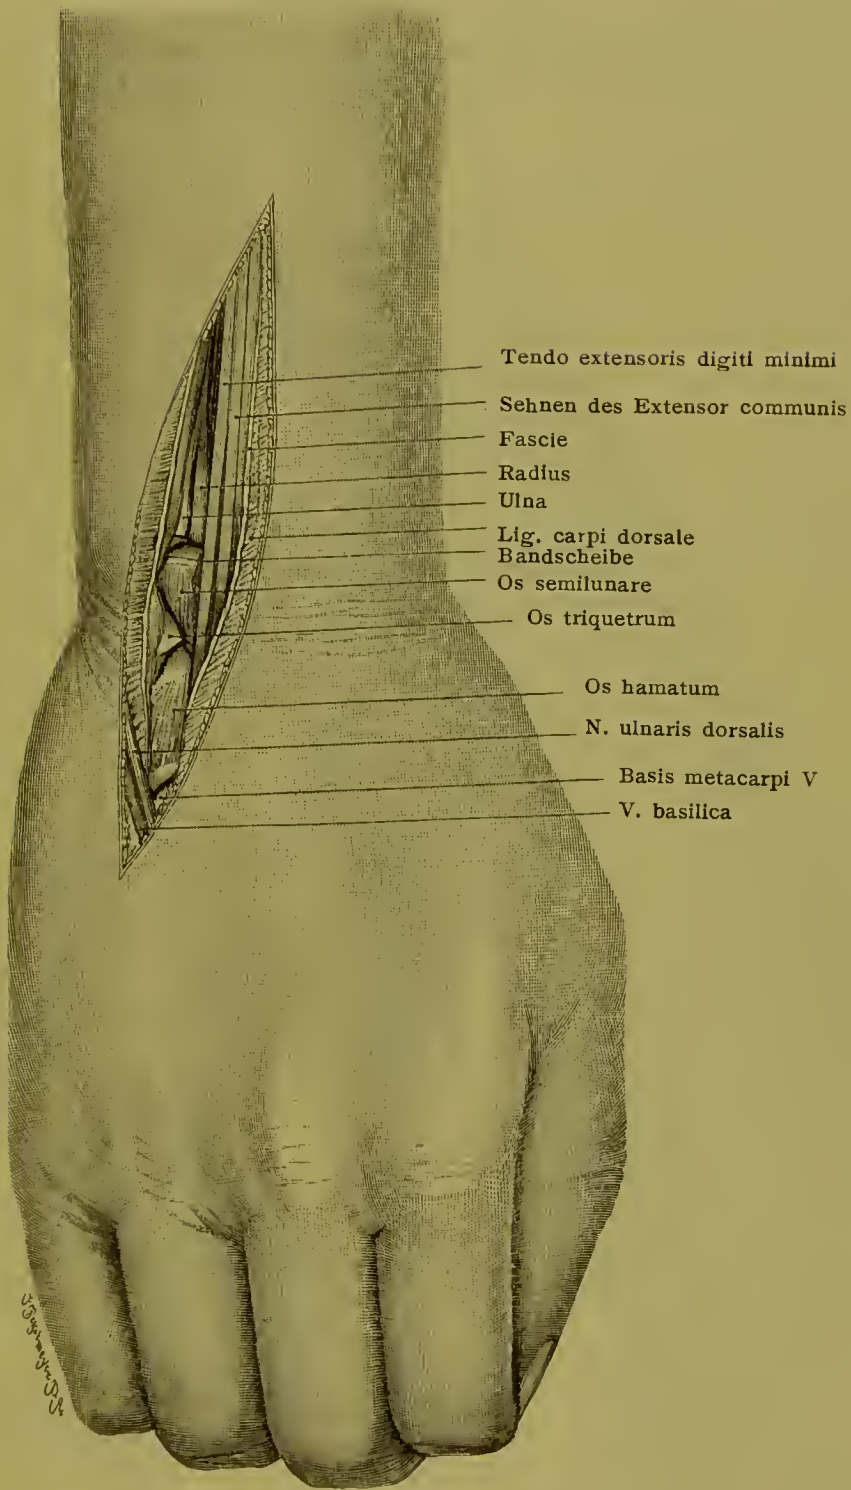 Tendo extensoris digiti minimi
Sehnen des Extensor communis
Fascie
Radius
Ulna
Lig. carpi dorsale
Bandscheibe
Os semilunare
Os triquetrum
Os hamatum
N. ulnaris dorsalis
Basis metacarpi V
V. basilica